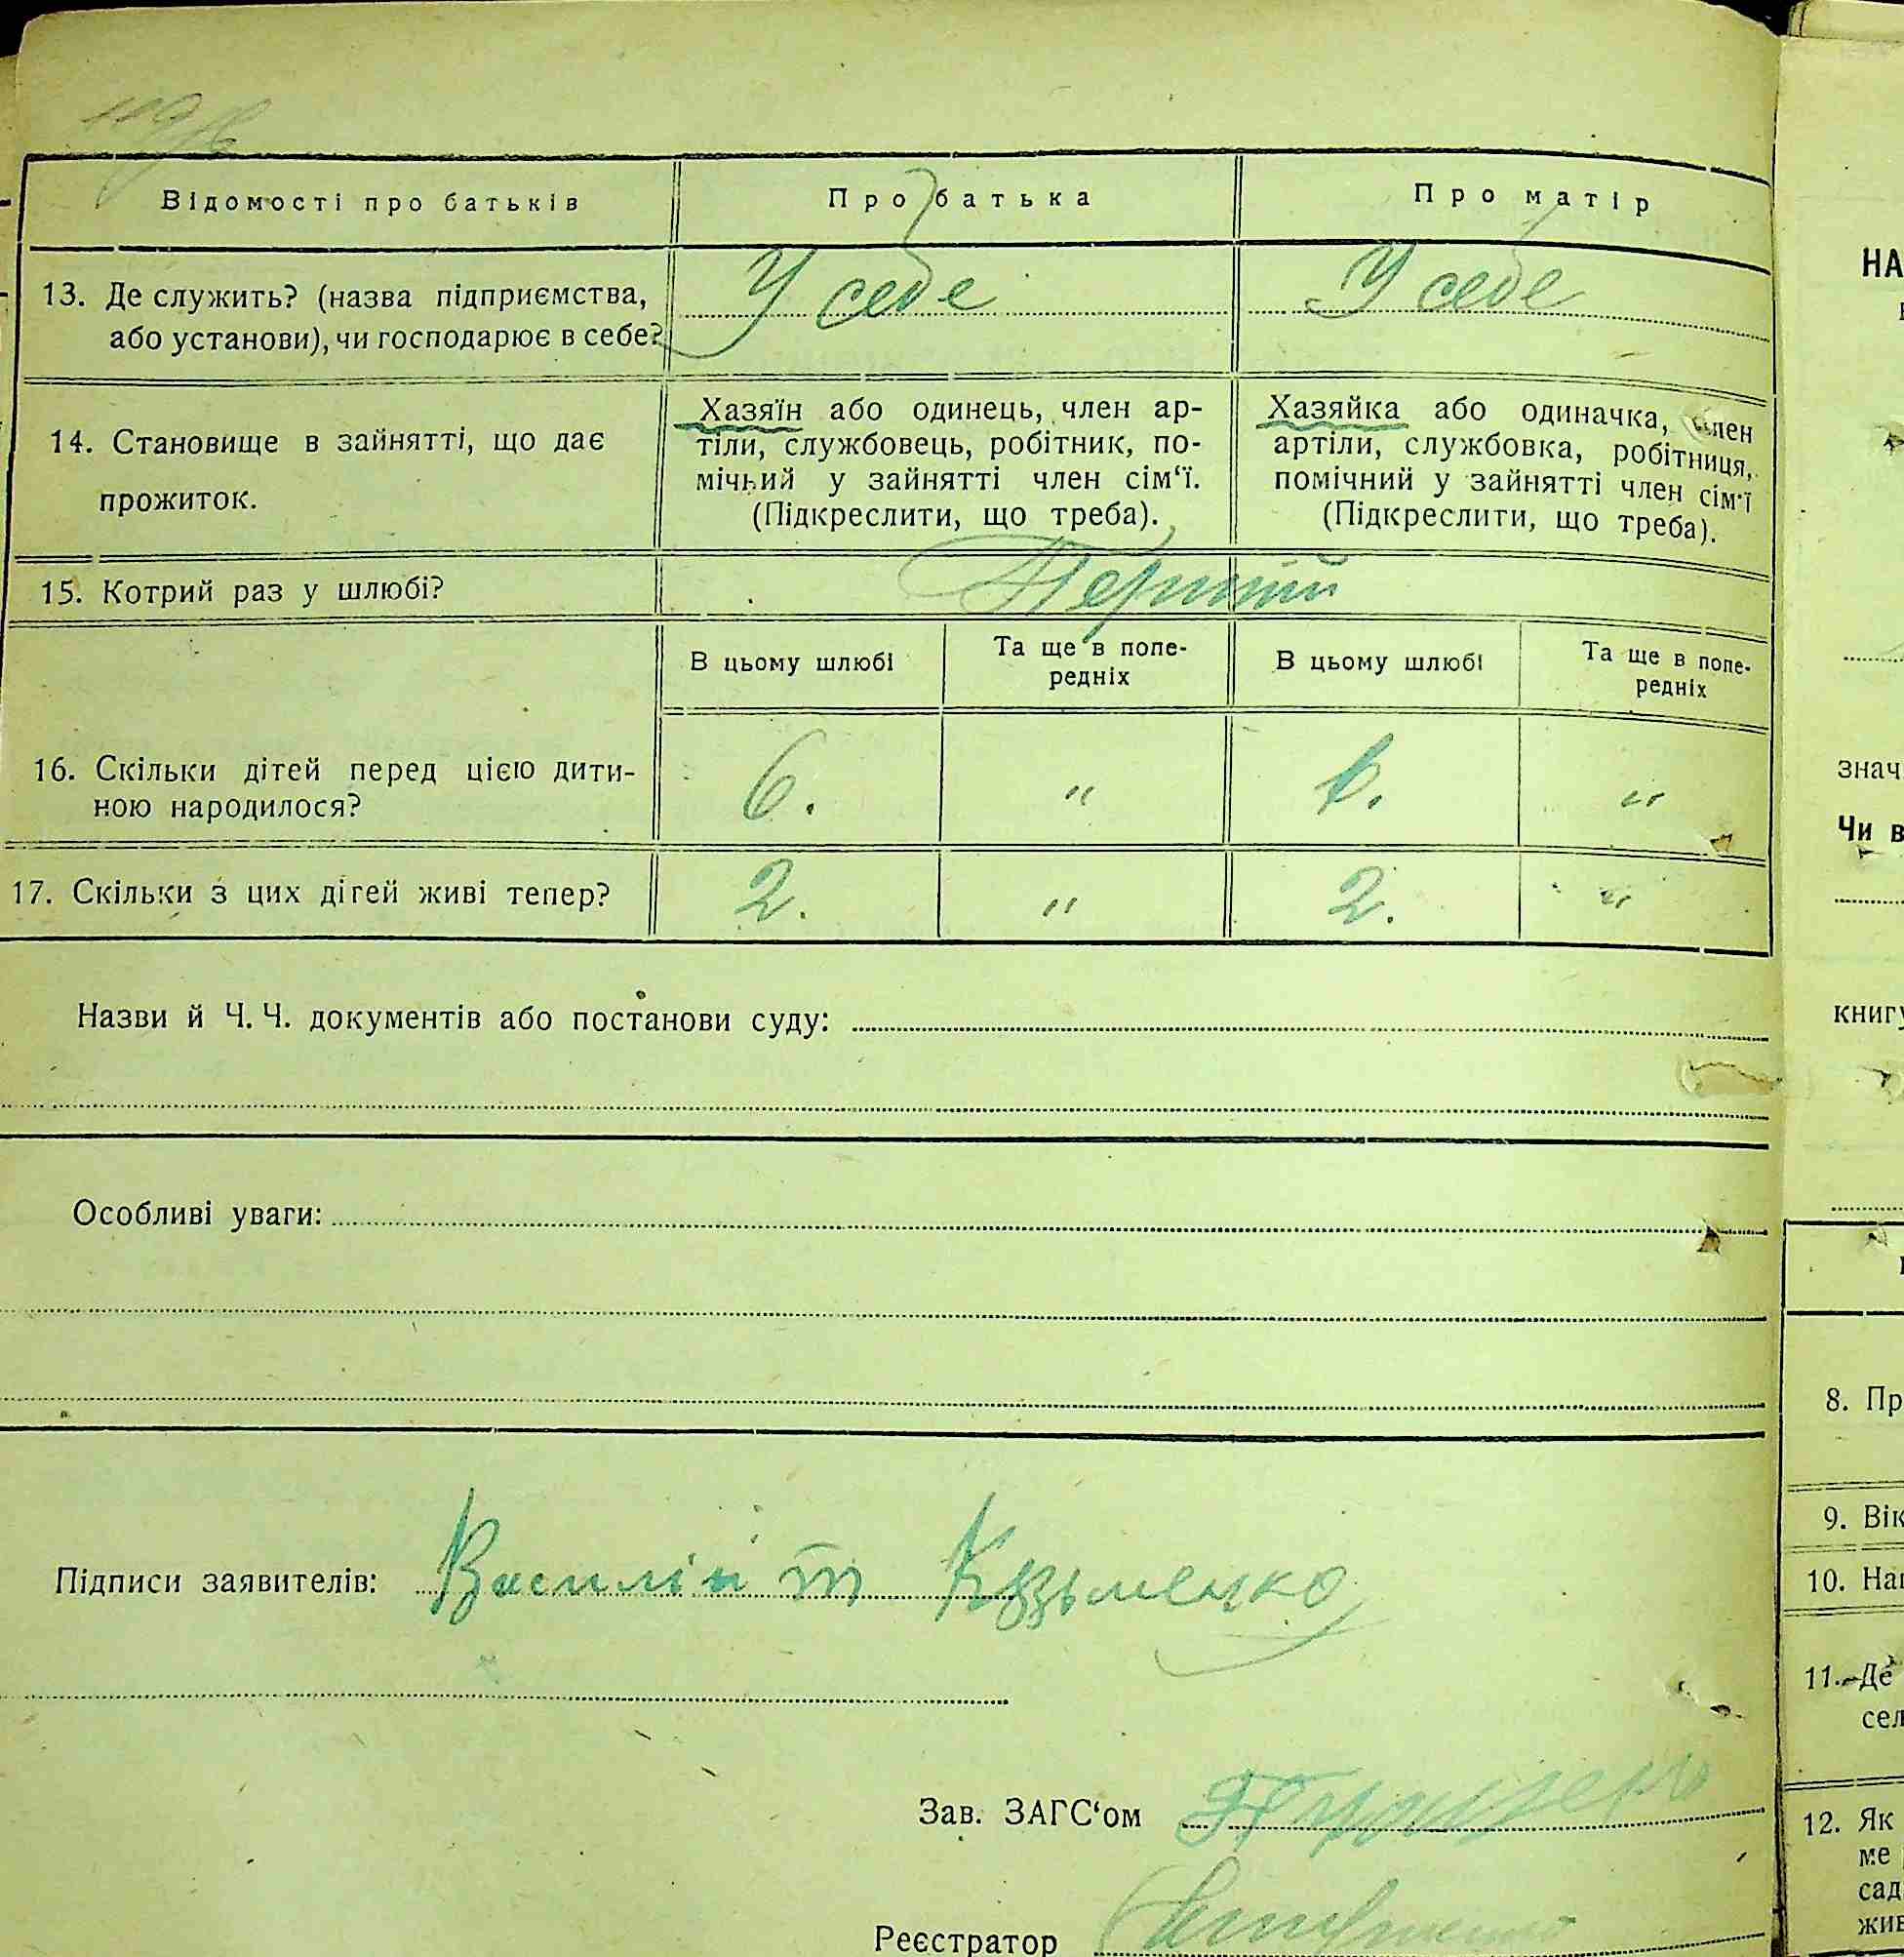 Відомості про батьків
Про батька
Про матір
13. Де служить? (назва підприємства,
або установи), чи господарює в себе?
У себе
У себе
14. Становище в зайнятті, що дає
прожиток.
Хазяїн або одинець, член ар-
тіли, службовець, робітник, по-
мічний у зайнятті член сім‘ї.
(Підкреслити, що треба).
Хазяйка або одиначка, член
артіли, службовка, робітниця,
помічний у зайнятті член сім‘ї
(Підкреслити, що треба).
15. Котрий раз у шлюбі?
В цьому шлюбі
Та ще в попе-
редніх
В цьому шлюбі
Та ще в попе-
редніх
16. Скільки дітей перед цією дити-
ною народилося?
6. " 6. "
17. Скільки з цих дітей живі тепер?
2. " 2. "
Назви й Ч. Ч. документів або постанови суду:
Особливі уваги:
Підписи заявителів:
Зав. ЗАГС‘ом
Реєстратор
НА
знач
Чи в
книгу
8. Пр
9. Вік
10. Нац
11. Де
сел
12. Як
ме
сад
жив